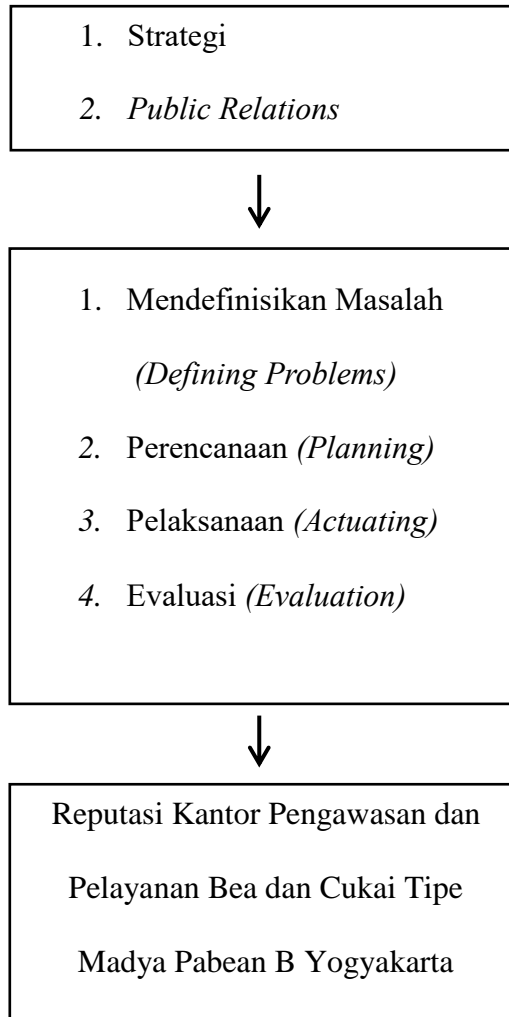 1. Strategi
2. Public Relations
1. Mendefinisikan Masalah
(Defining Problems)
2. Perencanaan (Planning)
3. Pelaksanaan (Actuating)
4. Evaluasi (Evaluation)
Reputasi Kantor Pengawasan dan
Pelayanan Bea dan Cukai Tipe
Madya Pabean B Yogyakarta